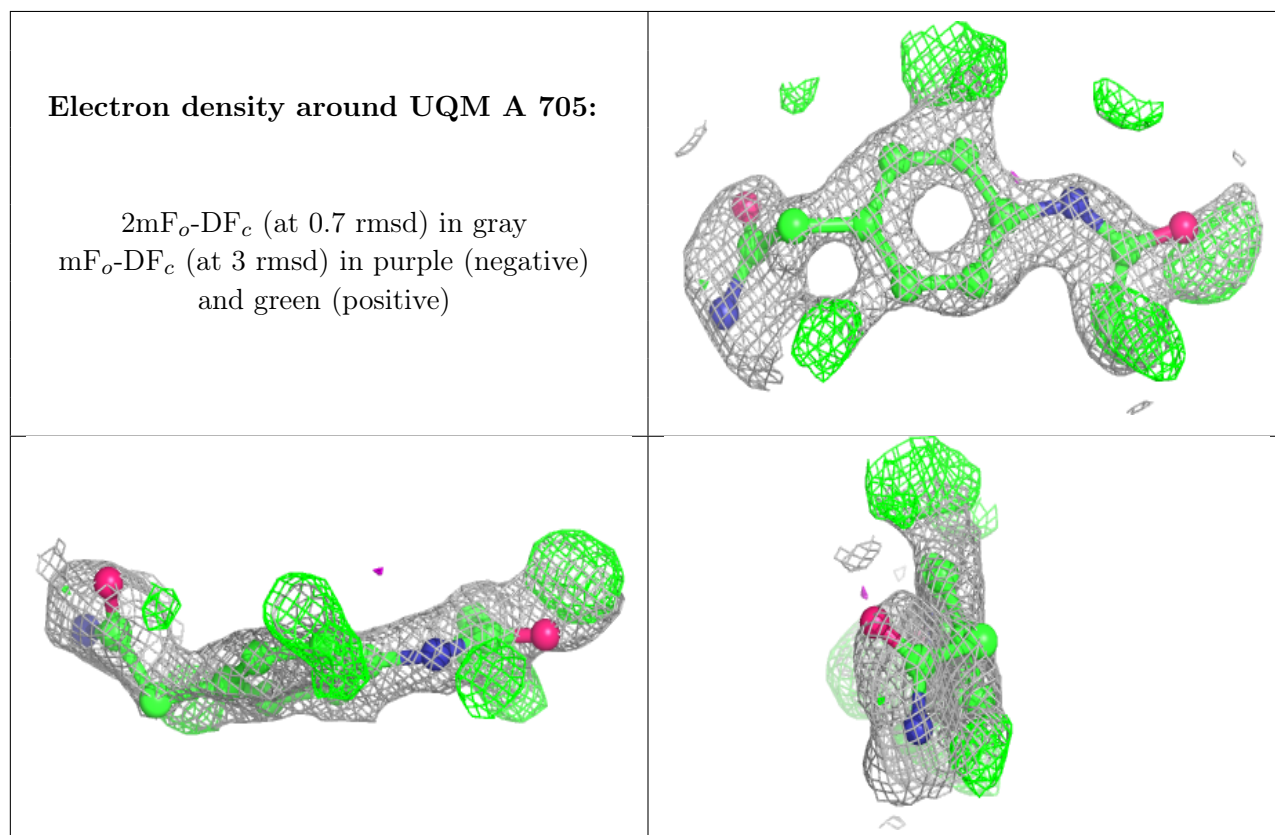 Electron density around UQM A 705:
2mFo-DFc (at 0.7 rmsd) in gray
mFo-DFc (at 3 rmsd) in purple (negative)
and green (positive)